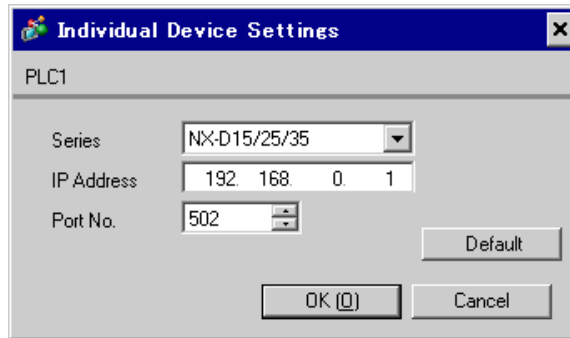 Individual Device Settings
PLC1
Series NX-D15/25/35
IP Address 192. 168. 0. 1
Port No. 502
Default
OK (O) Cancel